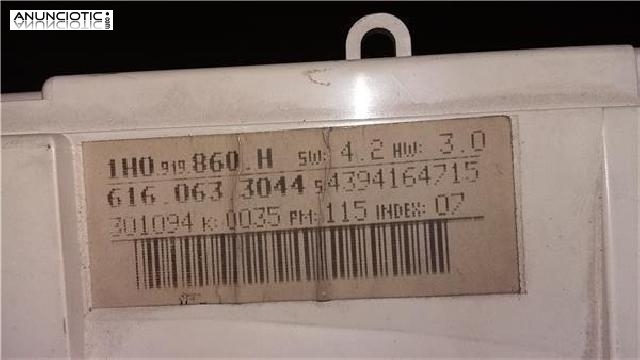 ANUNCIOTIC.com
1H0 919 860 .H SW: 4.2 HW: 3.0
616.063 3044 S4394164715
301094 K: 0035 PM: 115 INDEX: 07